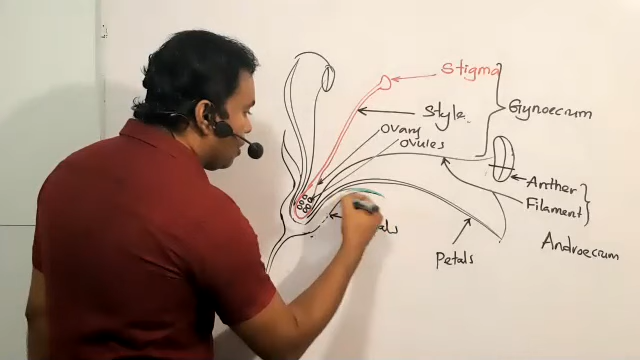 Stigma
Style
Gynoecium
Ovary
Ovules
Anther
Filament
Androecium
Petals